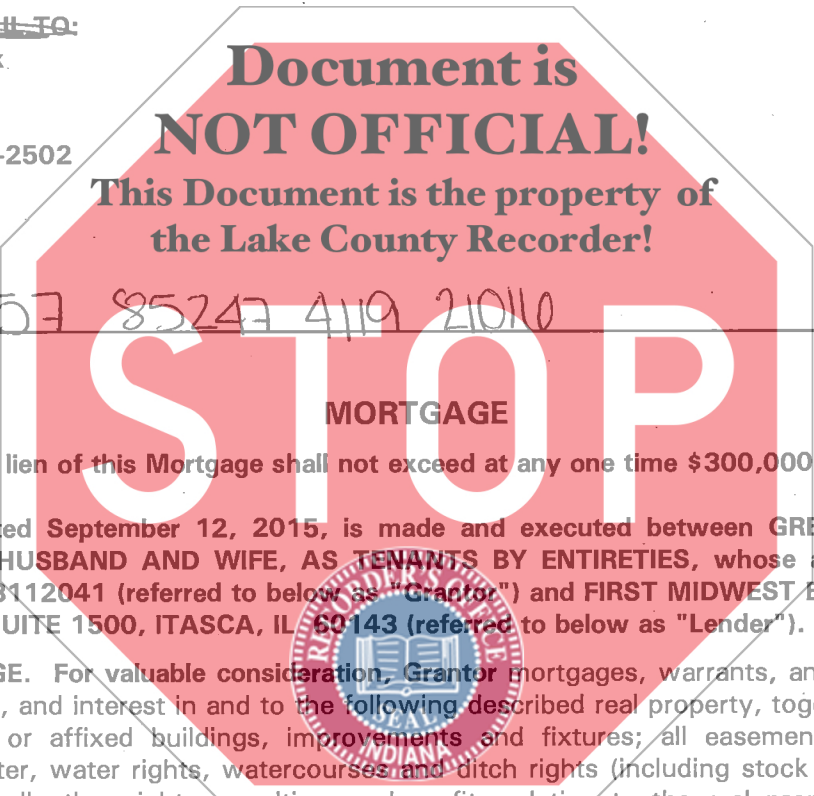 TO:
-2502
Document is
NOT OFFICIAL!
This Document is the property of
the Lake County Recorder!
57 85247 4119 21016
STOP
MORTGAGE
lien of this Mortgage shall not exceed at any one time $300,000
ted September 12, 2015, is made and executed between GRE
HUSBAND AND WIFE, AS TENANTS BY ENTIRETIES, whose a
3112041 (referred to below as "Grantor") and FIRST MIDWEST B
UITE 1500, ITASCA, IL 60143 (referred to below as "Lender").
GE. For valuable consideration, Grantor mortgages, warrants, an
, and interest in and to the following described real property, toge
or affixed buildings, improvements and fixtures; all easemen
ter, water rights, watercourses and ditch rights (including stock
RECORDER'S OFFICE
SEAL
INDIANA